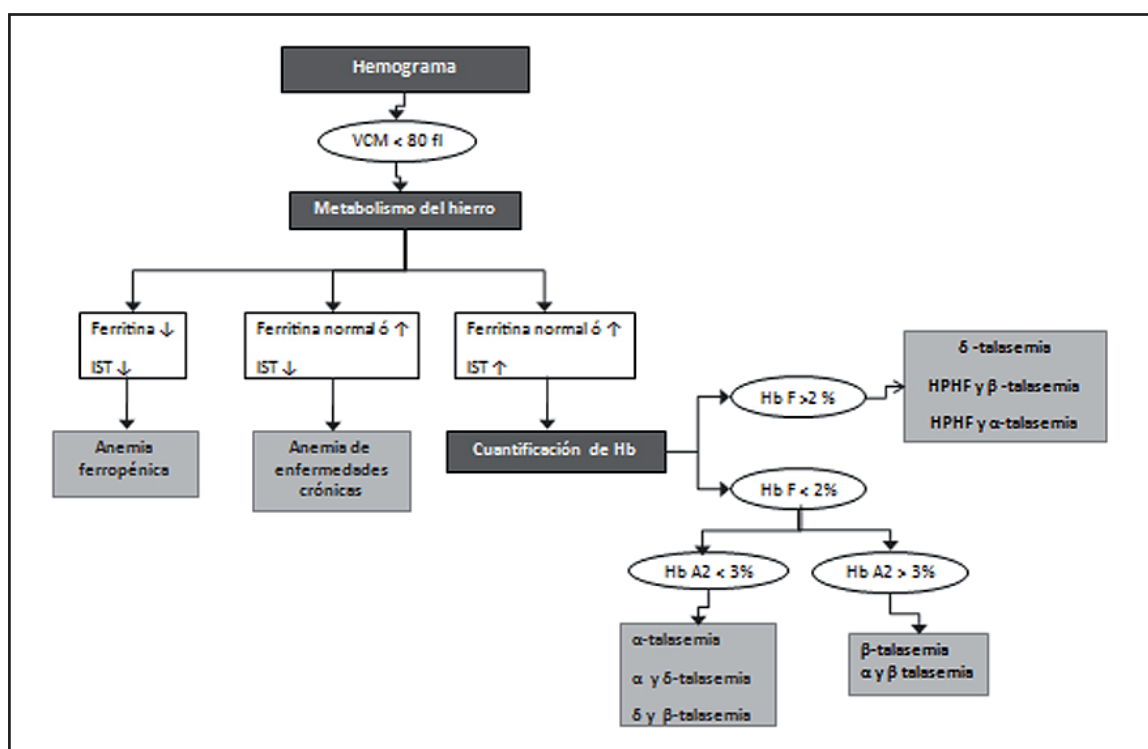 Hemograma
VCM < 80 fl
Metabolismo del hierro
Ferritina ↓
IST ↓
Ferritina normal ó ↑
IST ↓
Ferritina normal ó ↑
IST ↑
Anemia
ferropénica
Anemia de
enfermedades
crónicas
Cuantificación de Hb
Hb F >2 %
δ -talasemia
HPHF y β -talasemia
HPHF y α-talasemia
Hb F < 2%
Hb A2 < 3%
Hb A2 > 3%
α-talasemia
α y δ-talasemia
δ y β-talasemia
β-talasemia
α y β talasemia